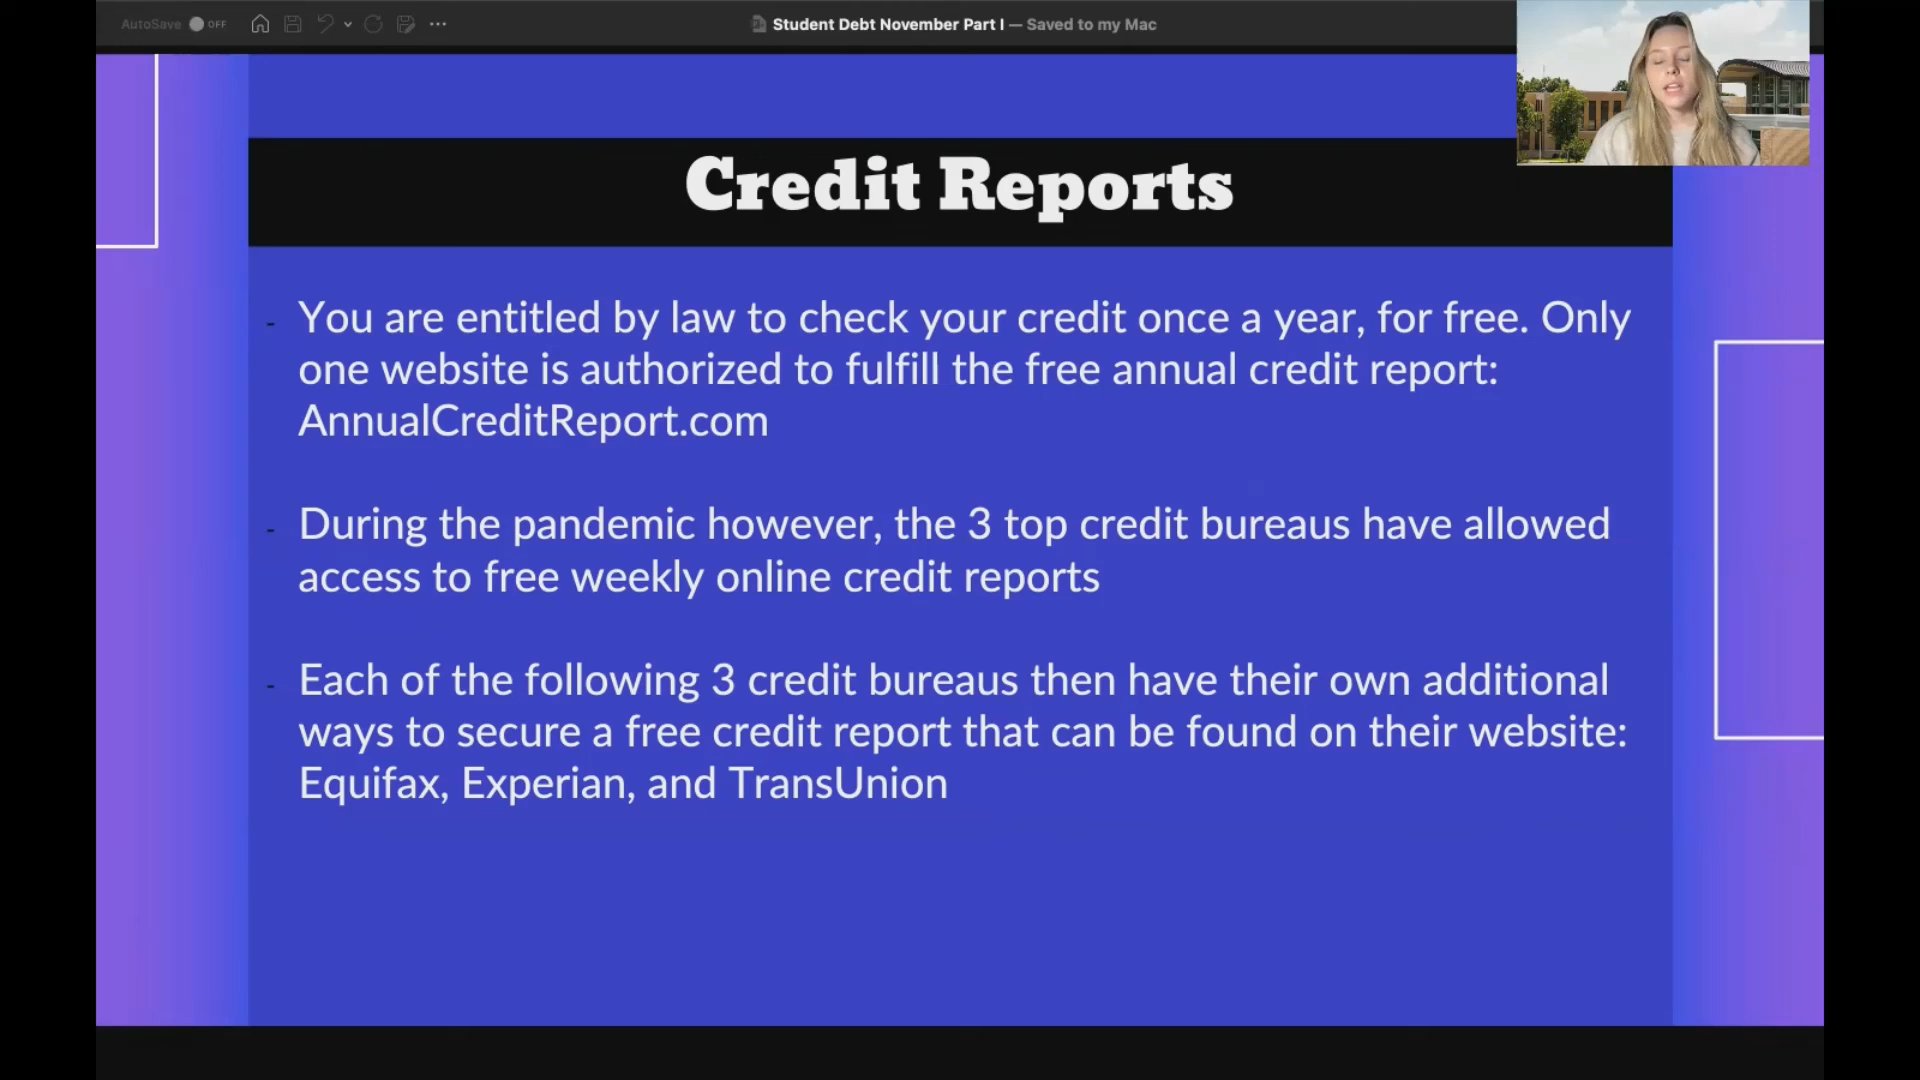 AutoSave OFF
Student Debt November Part I — Saved to my Mac
Credit Reports
- You are entitled by law to check your credit once a year, for free. Only
one website is authorized to fulfill the free annual credit report:
AnnualCreditReport.com
- During the pandemic however, the 3 top credit bureaus have allowed
access to free weekly online credit reports
- Each of the following 3 credit bureaus then have their own additional
ways to secure a free credit report that can be found on their website:
Equifax, Experian, and TransUnion